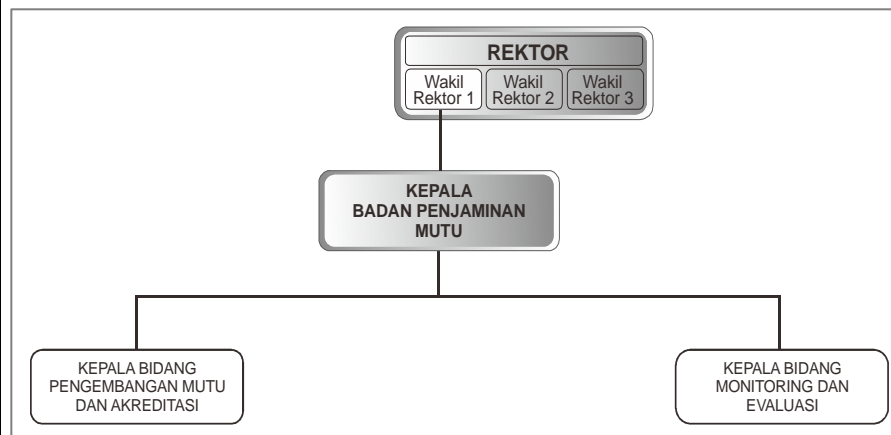 REKTOR
Wakil
Rektor 1
Wakil
Rektor 2
Wakil
Rektor 3
KEPALA
BADAN PENJAMINAN
MUTU
KEPALA BIDANG
PENGEMBANGAN MUTU
DAN AKREDITASI
KEPALA BIDANG
MONITORING DAN
EVALUASI